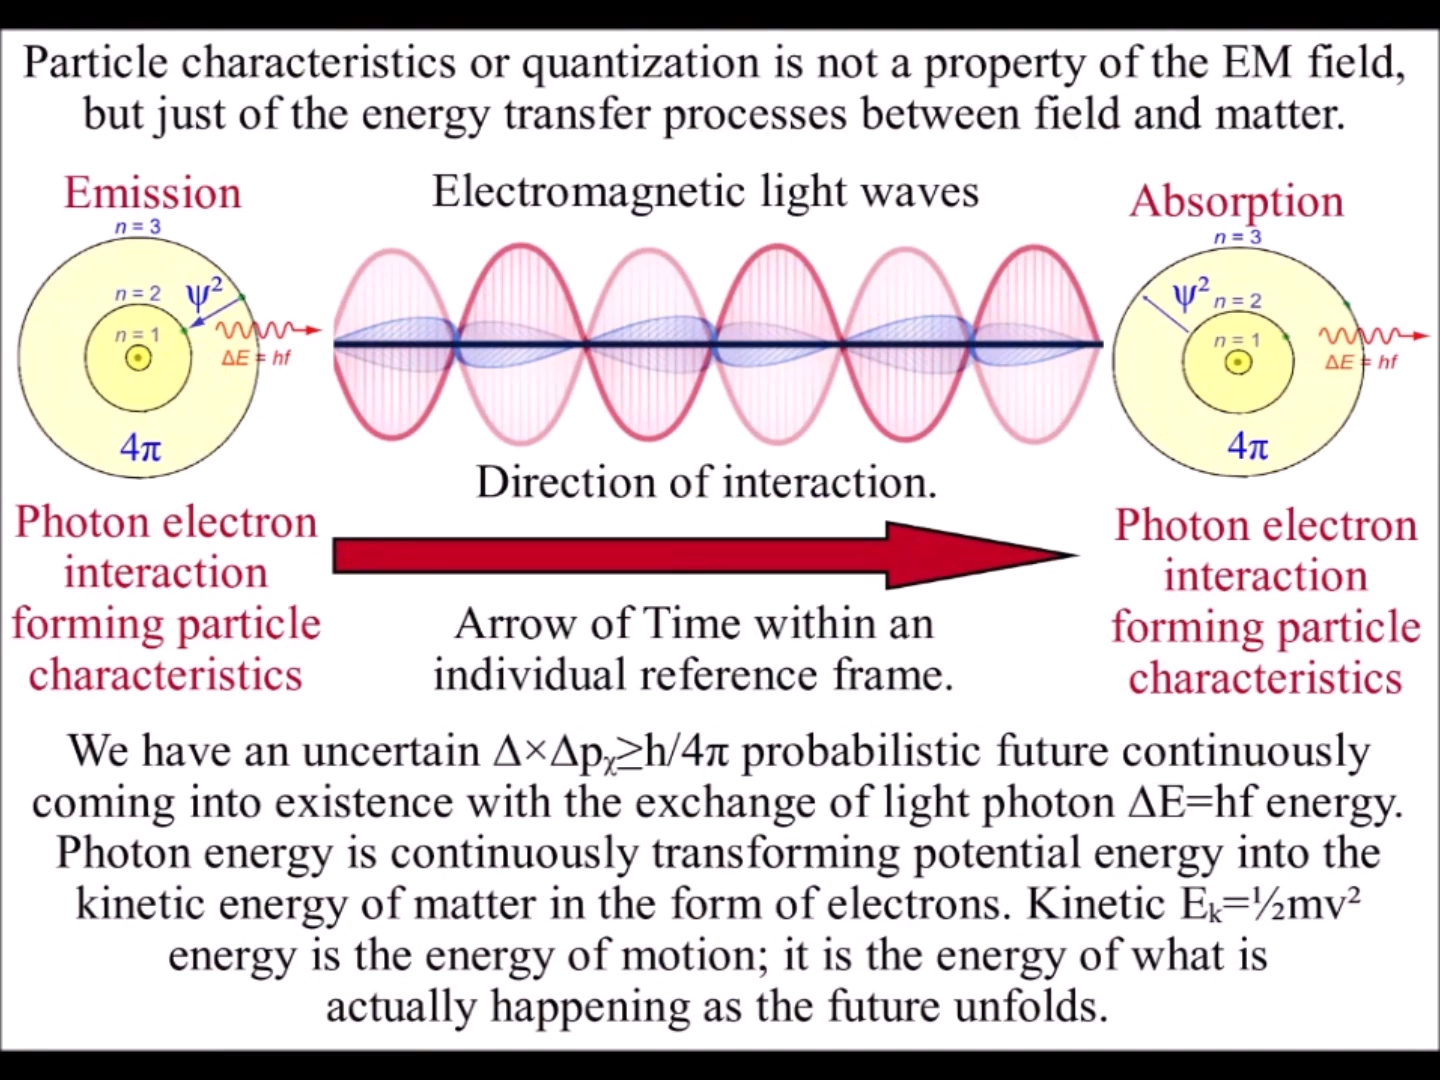 Particle characteristics or quantization is not a property of the EM field,
but just of the energy transfer processes between field and matter.
Emission
n = 3
n = 2
ψ²
n = 1
ΔE = hf
4π
Electromagnetic light waves
Absorption
n = 3
ψ²
n = 2
n = 1
ΔE = hf
4π
Direction of interaction.
Photon electron
interaction
forming particle
characteristics
Arrow of Time within an
individual reference frame.
Photon electron
interaction
forming particle
characteristics
We have an uncertain Δ×Δpᵪ≥h/4π probabilistic future continuously
coming into existence with the exchange of light photon ΔE=hf energy.
Photon energy is continuously transforming potential energy into the
kinetic energy of matter in the form of electrons. Kinetic Eₖ=½mv²
energy is the energy of motion; it is the energy of what is
actually happening as the future unfolds.